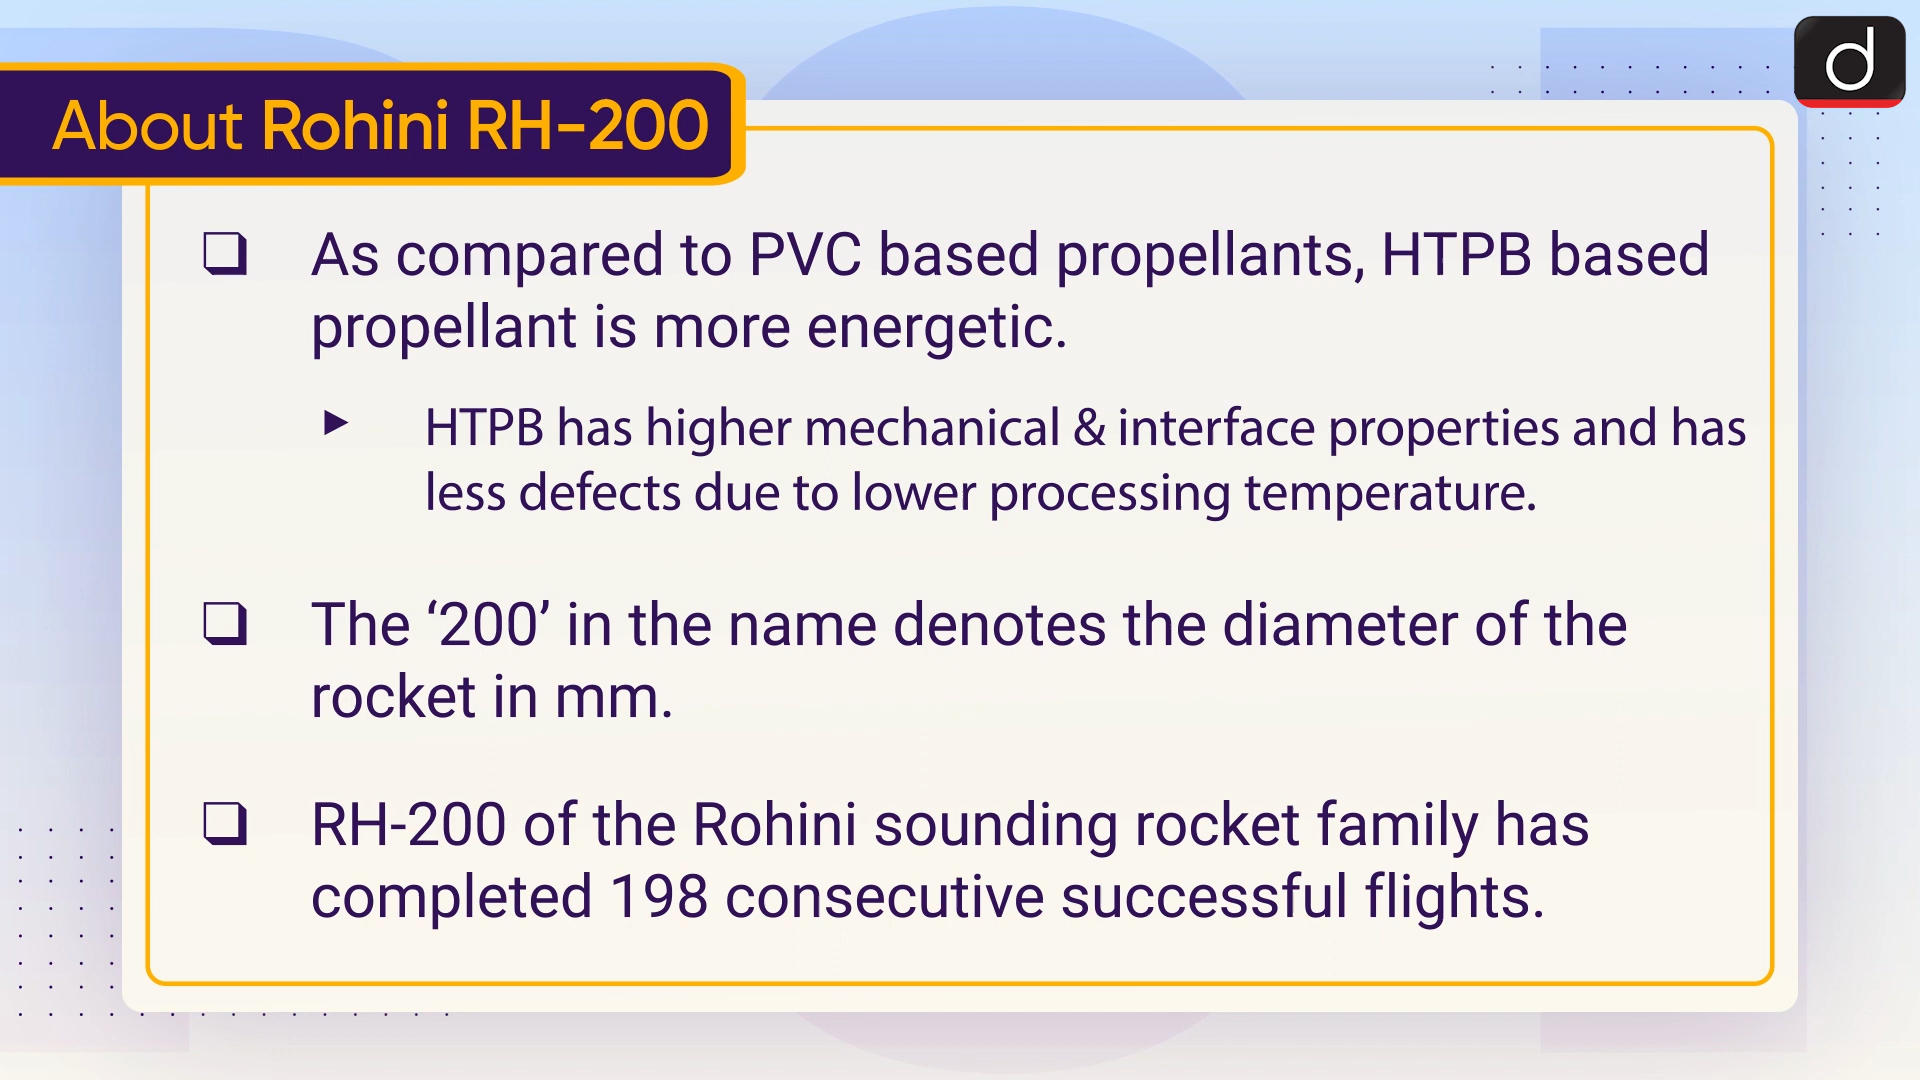 About Rohini RH-200
❑ As compared to PVC based propellants, HTPB based
propellant is more energetic.
► HTPB has higher mechanical & interface properties and has
less defects due to lower processing temperature.
❑ The ‘200’ in the name denotes the diameter of the
rocket in mm.
❑ RH-200 of the Rohini sounding rocket family has
completed 198 consecutive successful flights.
d